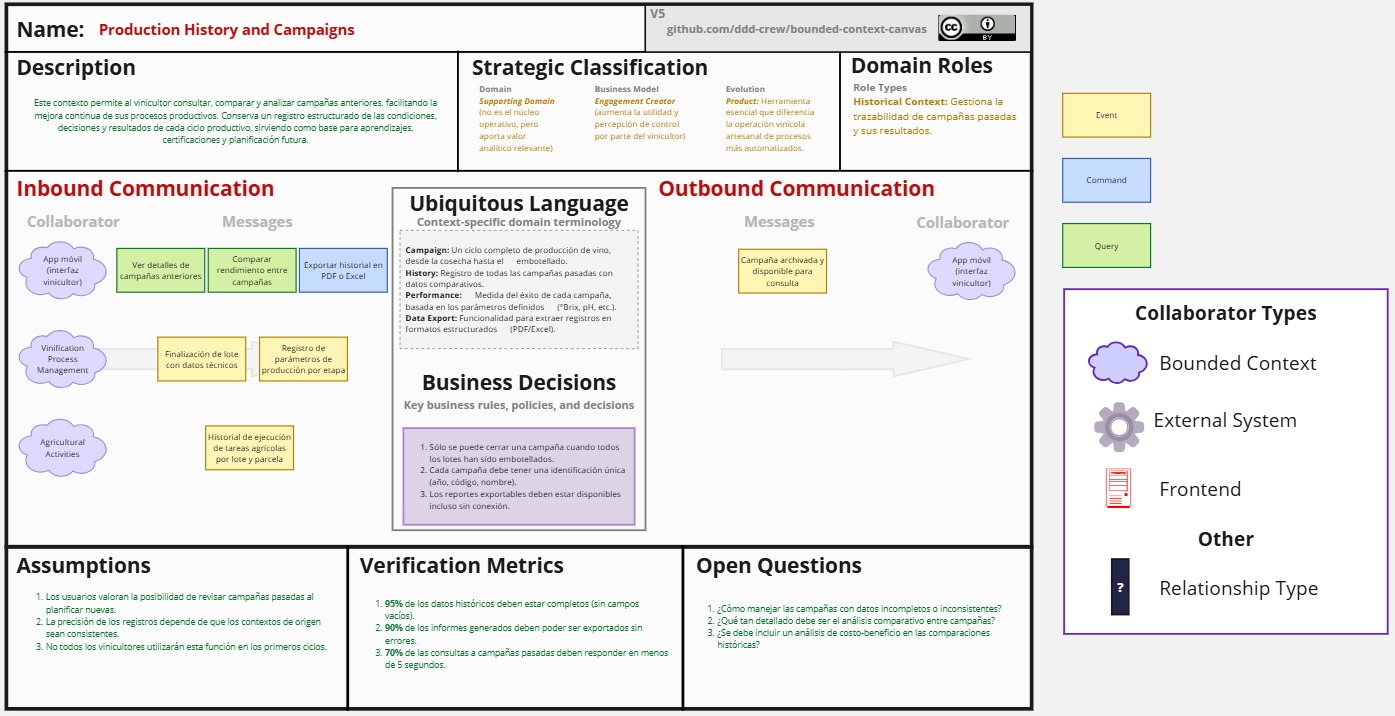 Name: Production History and Campaigns
V5
github.com/ddd-crew/bounded-context-canvas
cc
BY
Description
Este contexto permite al vinicultor consultar, comparar y analizar campañas anteriores, facilitando la
mejora continua de sus procesos productivos. Conserva un registro estructurado de las condiciones,
decisiones y resultados de cada ciclo productivo, sirviendo como base para aprendizajes,
certificaciones y planificación futura.
Strategic Classification
Domain
Supporting Domain
(no es el núcleo
operativo, pero
aporta valor
analítico relevante)
Business Model
Engagement Creator
(aumenta la utilidad y
percepción de control
por parte del vinicultor)
Evolution
Product: Herramienta
esencial que diferencia
la operación vinícola
artesanal de procesos
más automatizados.
Domain Roles
Role Types
Historical Context: Gestiona la
trazabilidad de campañas pasadas
y sus resultados.
Inbound Communication
Collaborator
Messages
App móvil
(interfaz
vinicultor)
Ver detalles de
campañas anteriores
Comparar
rendimiento entre
campañas
Exportar historial en
PDF o Excel
Vinification
Process
Management
Finalización de lote
con datos técnicos
Registro de
parámetros de
producción por etapa
Agricultural
Activities
Historial de ejecución
de tareas agrícolas
por lote y parcela
Ubiquitous Language
Context-specific domain terminology
Campaign: Un ciclo completo de producción de vino,
desde la cosecha hasta el embotellado.
History: Registro de todas las campañas pasadas con
datos comparativos.
Performance: Medida del éxito de cada campaña,
basada en los parámetros definidos (°Brix, pH, etc.).
Data Export: Funcionalidad para extraer registros en
formatos estructurados (PDF/Excel).
Business Decisions
Key business rules, policies, and decisions
1. Sólo se puede cerrar una campaña cuando todos
los lotes han sido embotellados.
2. Cada campaña debe tener una identificación única
(año, código, nombre).
3. Los reportes exportables deben estar disponibles
incluso sin conexión.
Outbound Communication
Messages
Collaborator
Campaña archivada y
disponible para
consulta
App móvil
(interfaz
vinicultor)
Assumptions
1. Los usuarios valoran la posibilidad de revisar campañas pasadas al
planificar nuevas.
2. La precisión de los registros depende de que los contextos de origen
sean consistentes.
3. No todos los vinicultores utilizarán esta función en los primeros ciclos.
Verification Metrics
1. 95% de los datos históricos deben estar completos (sin campos
vacíos).
2. 90% de los informes generados deben poder ser exportados sin
errores.
3. 70% de las consultas a campañas pasadas deben responder en menos
de 5 segundos.
Open Questions
1. ¿Cómo manejar las campañas con datos incompletos o inconsistentes?
2. ¿Qué tan detallado debe ser el análisis comparativo entre campañas?
3. ¿Se debe incluir un análisis de costo-beneficio en las comparaciones
históricas?
Event
Command
Query
Collaborator Types
Bounded Context
External System
Frontend
Other
?
Relationship Type